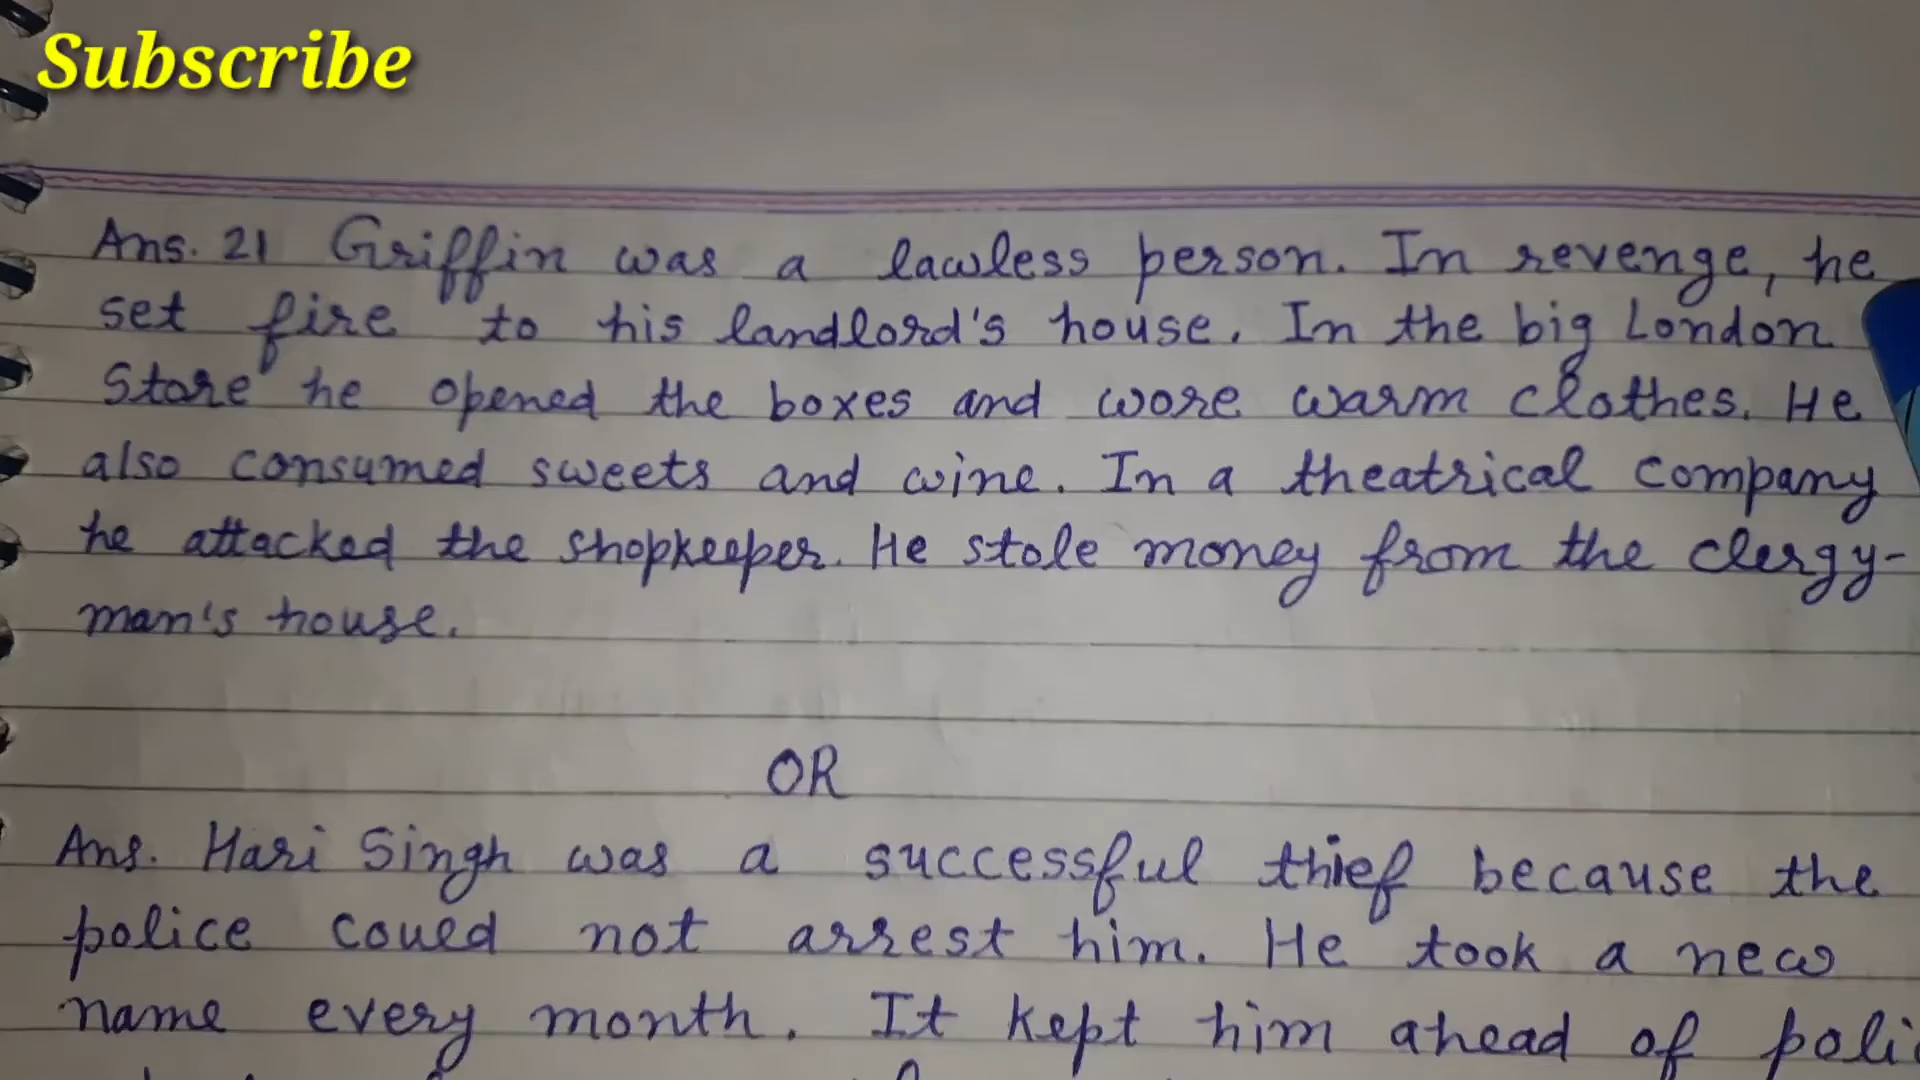 Subscribe
Ans. 21 Griffin was a lawless person. In revenge, he
set fire to his landlord's house. In the big London
Store he opened the boxes and wore warm clothes. He
also consumed sweets and wine. In a theatrical company
he attacked the shopkeeper. He stole money from the clergy-
man's house.
OR
Ans. Hari Singh was a successful thief because the
police could not arrest him. He took a new
name every month. It kept him ahead of poli